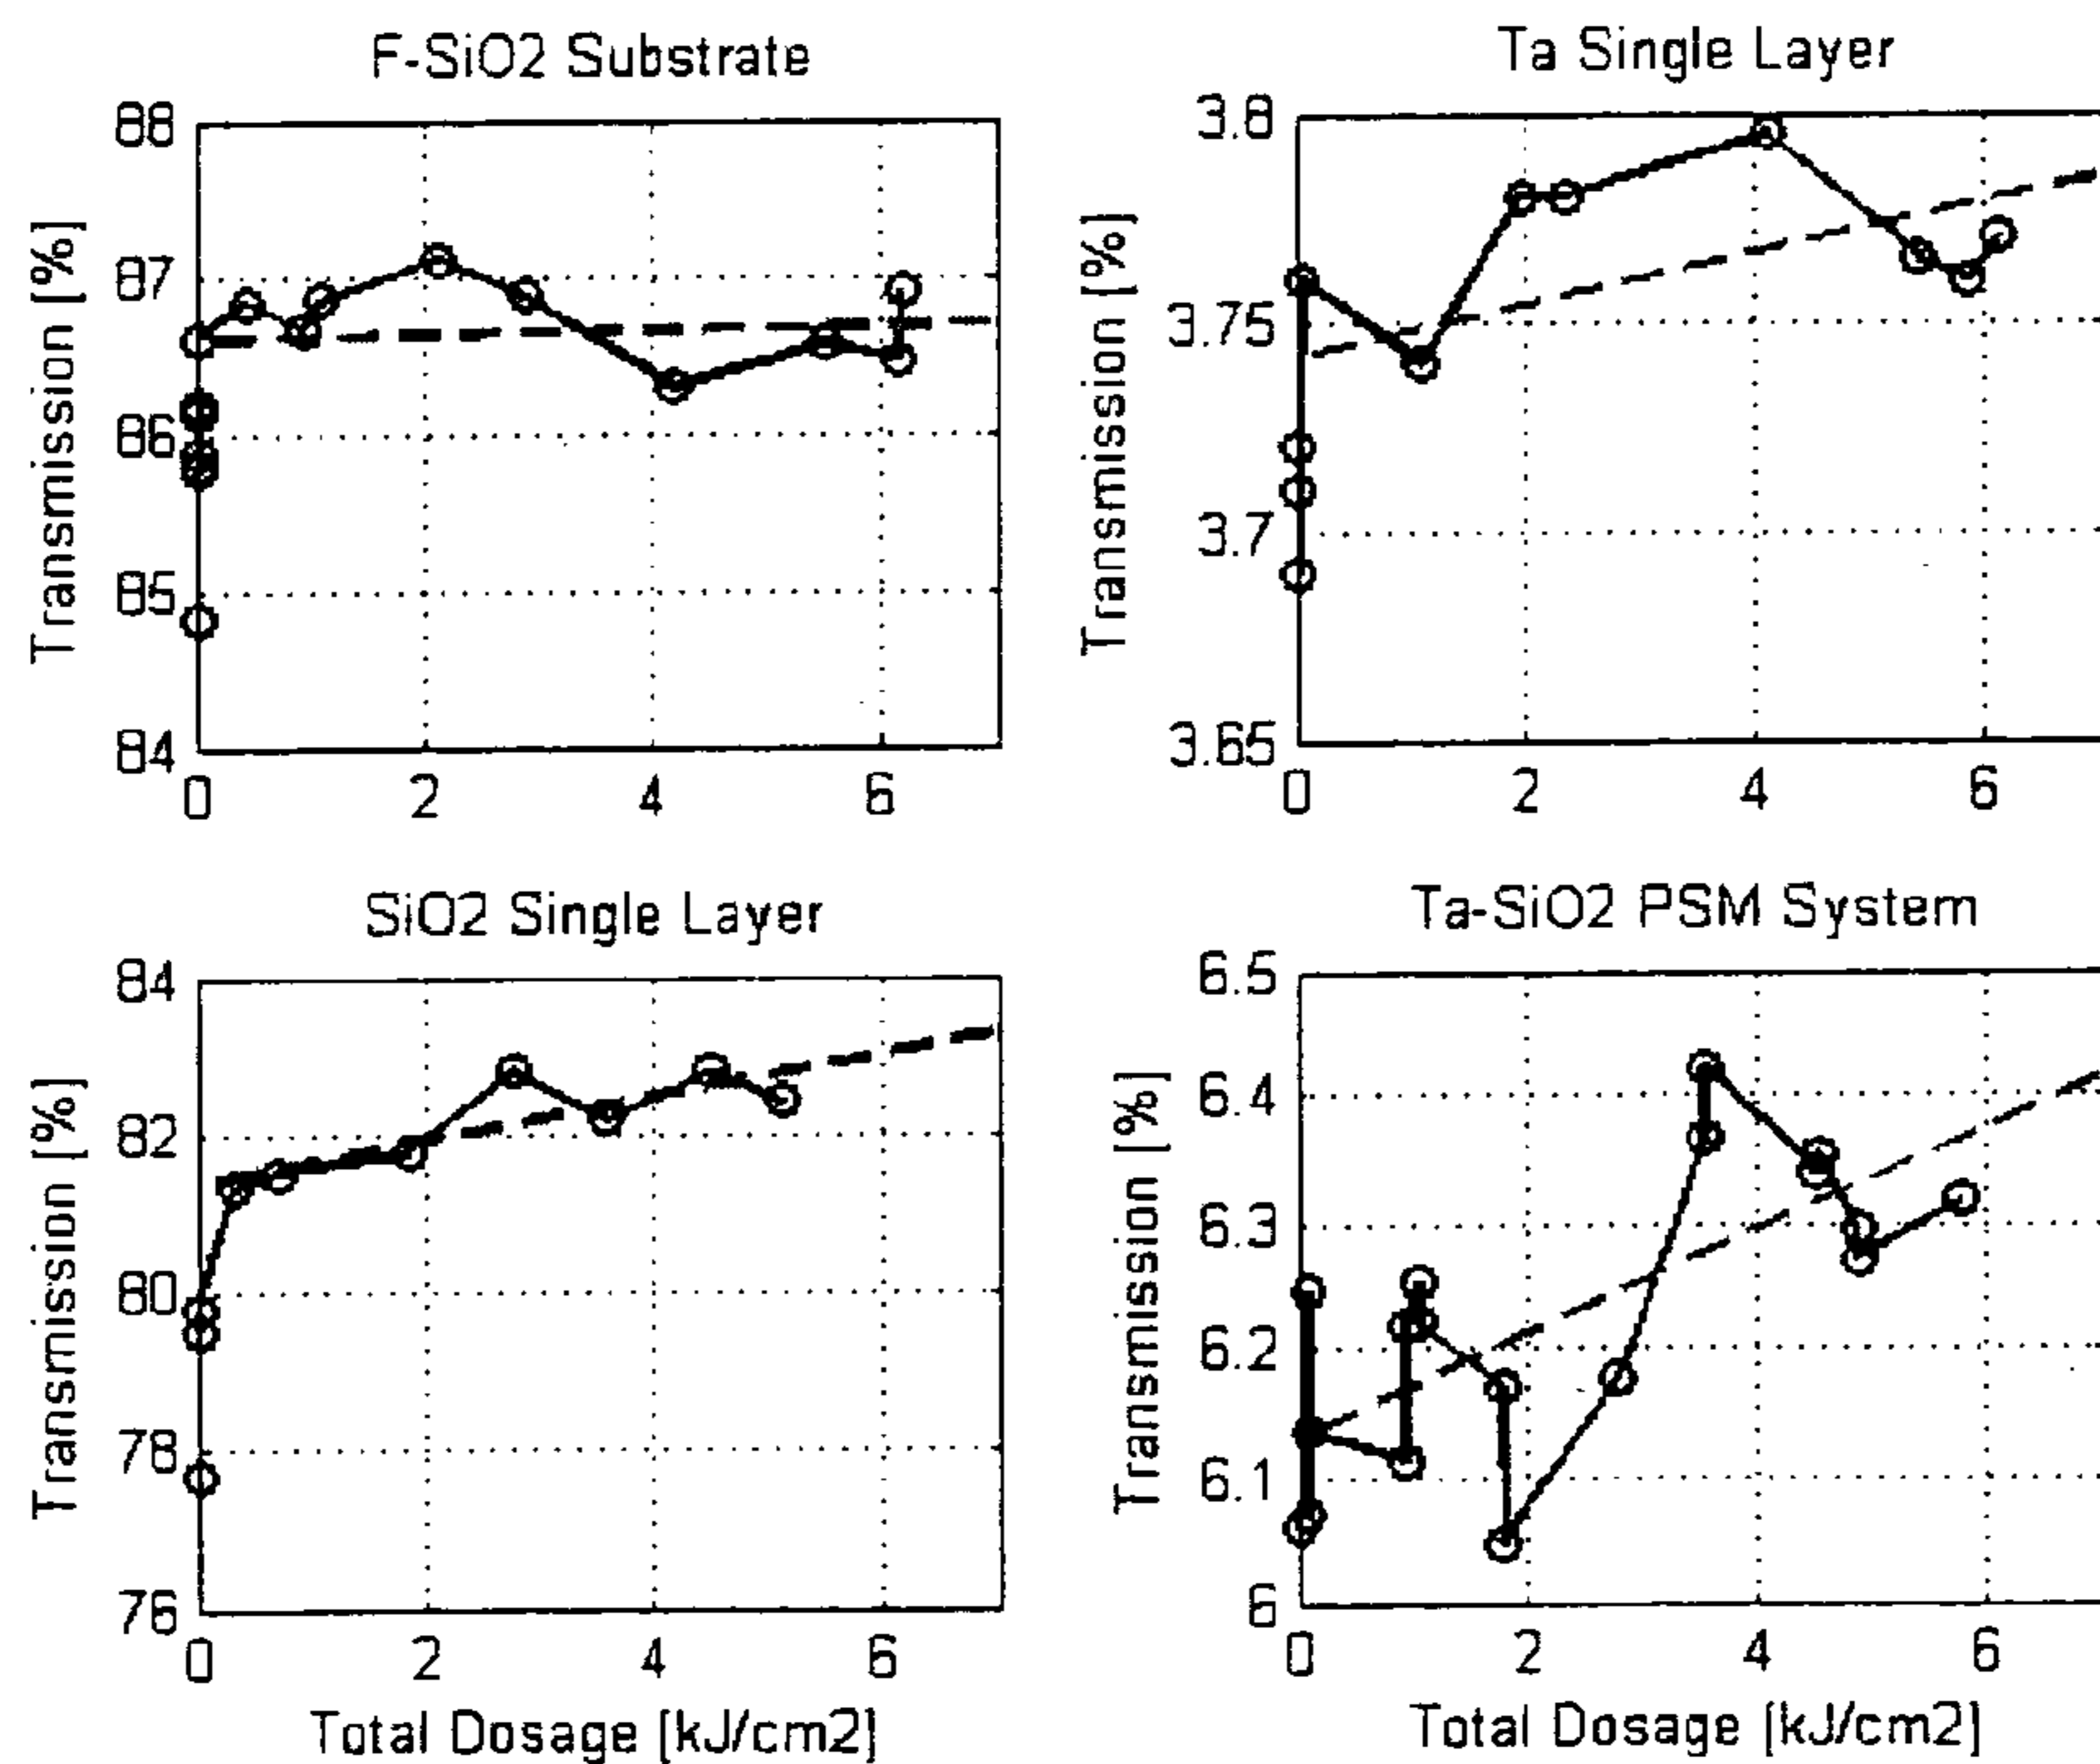 F-SiO2 Substrate
Transmission [%]
88
87
86
85
84
0 2 4 6
Ta Single Layer
Transmission [%]
3.8
3.75
3.7
3.65
0 2 4 6
SiO2 Single Layer
Transmission [%]
84
82
80
78
76
0 2 4 6
Total Dosage [kJ/cm2]
Ta-SiO2 PSM System
Transmission [%]
6.5
6.4
6.3
6.2
6.1
6
0 2 4 6
Total Dosage [kJ/cm2]